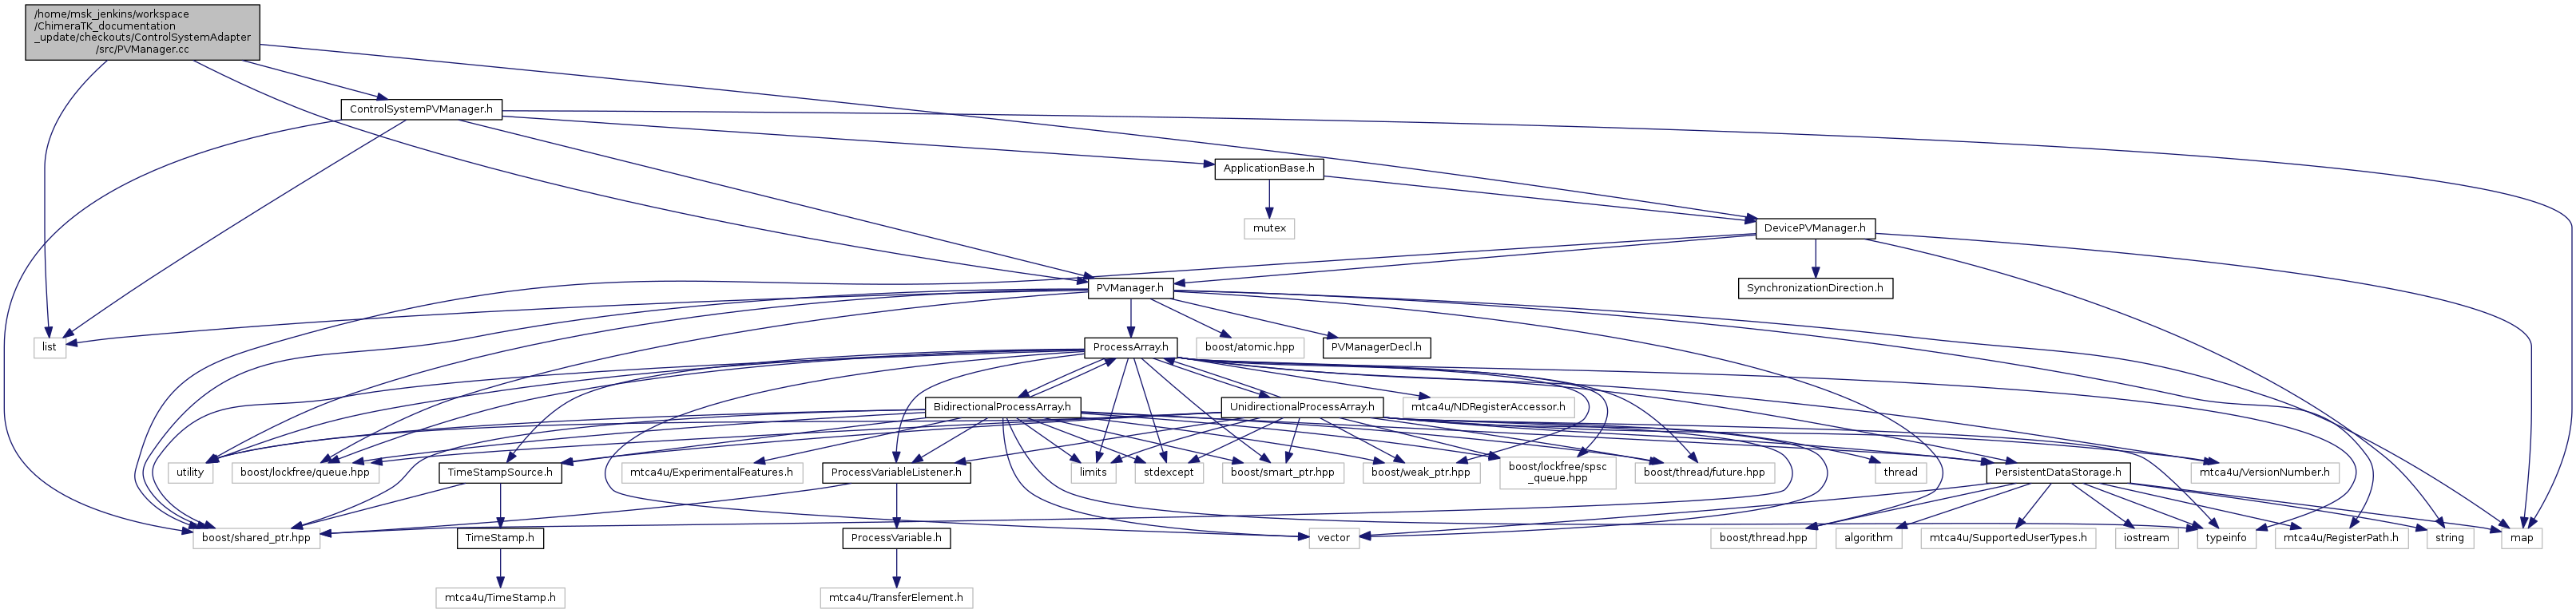 /home/msk_jenkins/workspace
/ChimeraTK_documentation
_update/checkouts/ControlSystemAdapter
/src/PVManager.cc
ControlSystemPVManager.h
ApplicationBase.h
mutex
DevicePVManager.h
PVManager.h
SynchronizationDirection.h
list
ProcessArray.h
boost/atomic.hpp
PVManagerDecl.h
BidirectionalProcessArray.h
UnidirectionalProcessArray.h
mtca4u/NDRegisterAccessor.h
utility
boost/lockfree/queue.hpp
TimeStampSource.h
mtca4u/ExperimentalFeatures.h
ProcessVariableListener.h
limits
stdexcept
boost/smart_ptr.hpp
boost/weak_ptr.hpp
boost/lockfree/spsc
_queue.hpp
boost/thread/future.hpp
thread
PersistentDataStorage.h
mtca4u/VersionNumber.h
boost/shared_ptr.hpp
TimeStamp.h
ProcessVariable.h
vector
boost/thread.hpp
algorithm
mtca4u/SupportedUserTypes.h
iostream
typeinfo
mtca4u/RegisterPath.h
string
map
mtca4u/TimeStamp.h
mtca4u/TransferElement.h